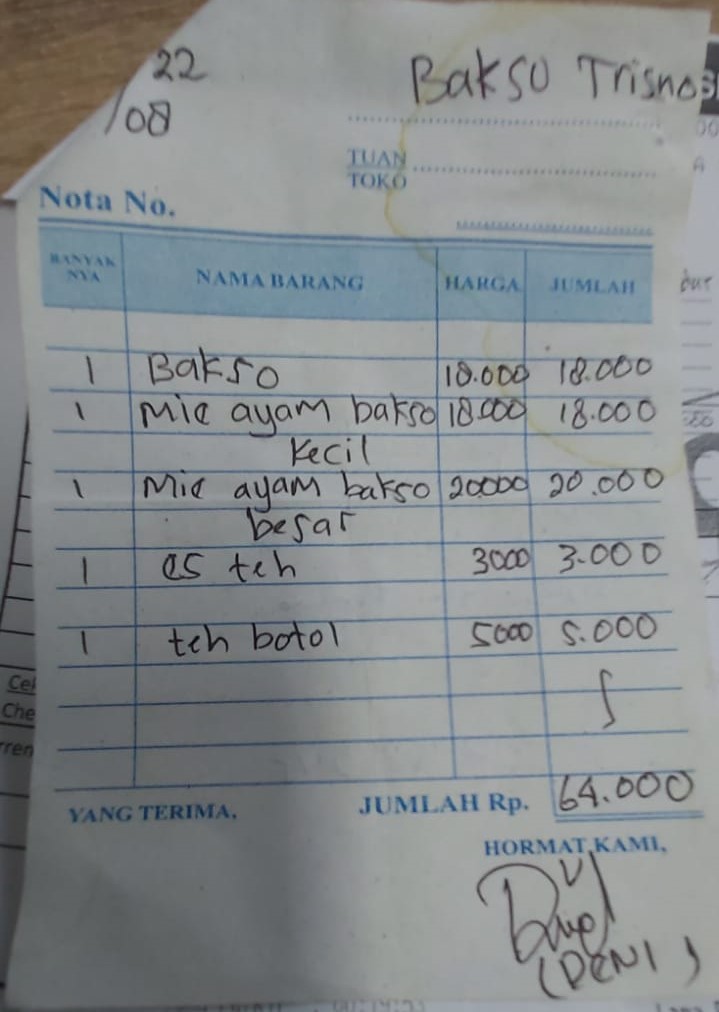 22
/08
Bakso Trisno
TUAN
TOKO
Nota No.
BANYAK NYA NAMA BARANG HARGA JUMLAH
1 Bakso 18.000 18.000
1 Mie ayam bakso 18.000 18.000
kecil
1 Mie ayam bakso 20000 20.000
besar
1 es teh 3000 3.000
1 teh botol 5000 5.000
YANG TERIMA, JUMLAH Rp. 64.000
HORMAT KAMI,
(DENI)